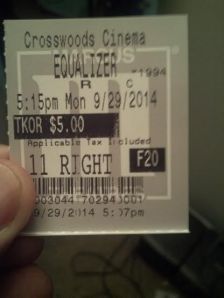 Crosswoods Cinema
EQUALIZER
R C
5:15pm Mon 9/29/2014
TKOR $5.00
Applicable Tax Included
11 RIGHT F20
9/29/2014 5: